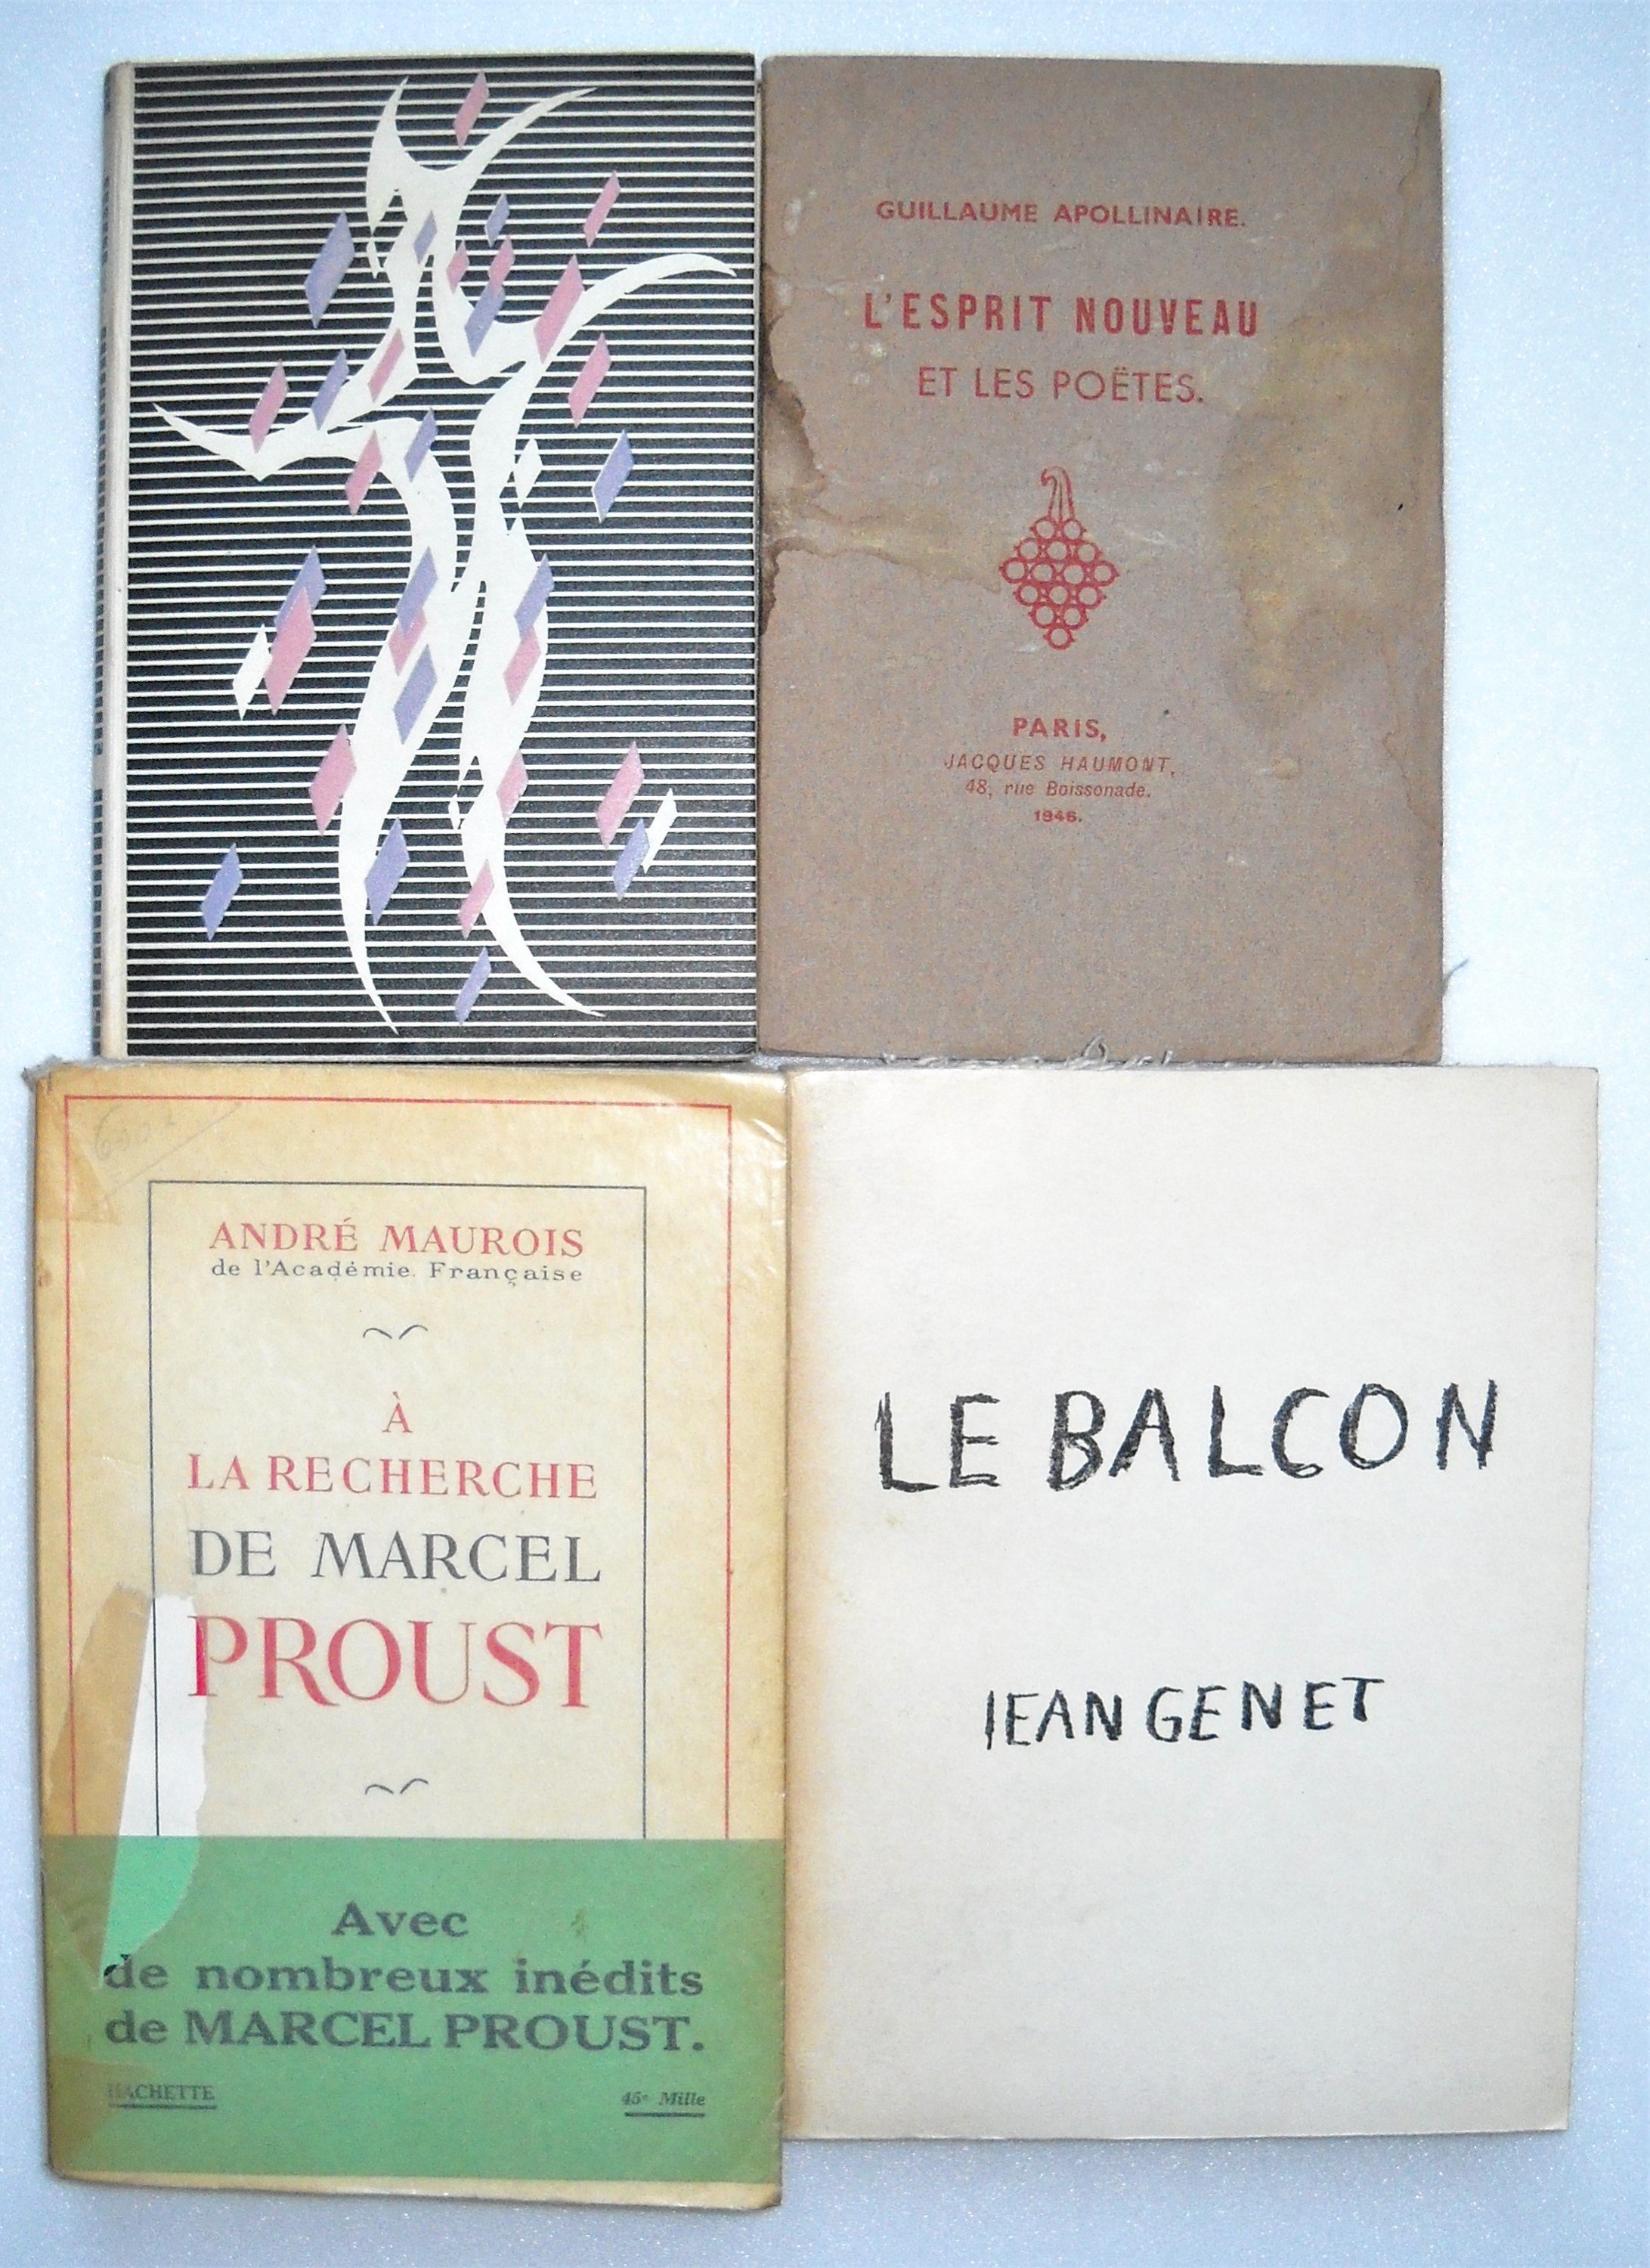 GUILLAUME APOLLINAIRE.
L'ESPRIT NOUVEAU
ET LES POËTES.
PARIS,
JACQUES HAUMONT,
48, rue Boissonade.
1946.
ANDRÉ MAUROIS
de l'Académie Française
À
LA RECHERCHE
DE MARCEL
PROUST
Avec
de nombreux inédits
de MARCEL PROUST.
HACHETTE
45e Mille
LE BALCON
JEAN GENET